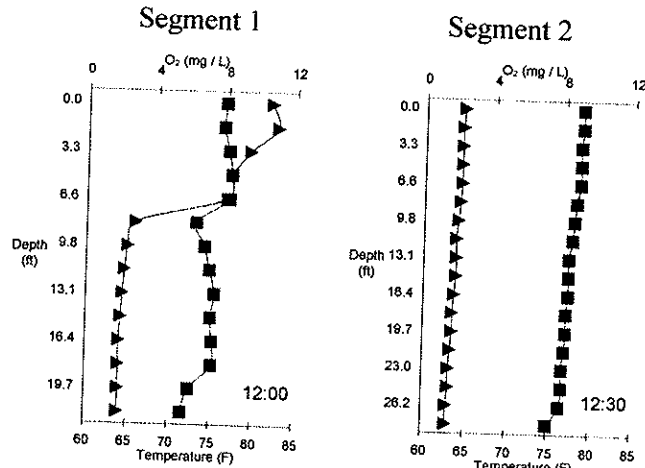 Segment 1
O₂ (mg / L)
0 4 8 12
0.0
3.3
6.6
Depth (ft)
9.8
13.1
16.4
19.7
12:00
60 65 70 75 80 85
Temperature (F)
Segment 2
O₂ (mg / L)
0 4 8 12
0.0
3.3
6.6
9.8
Depth (ft)
13.1
16.4
19.7
23.0
26.2
12:30
60 65 70 75 80 85
Temperature (F)